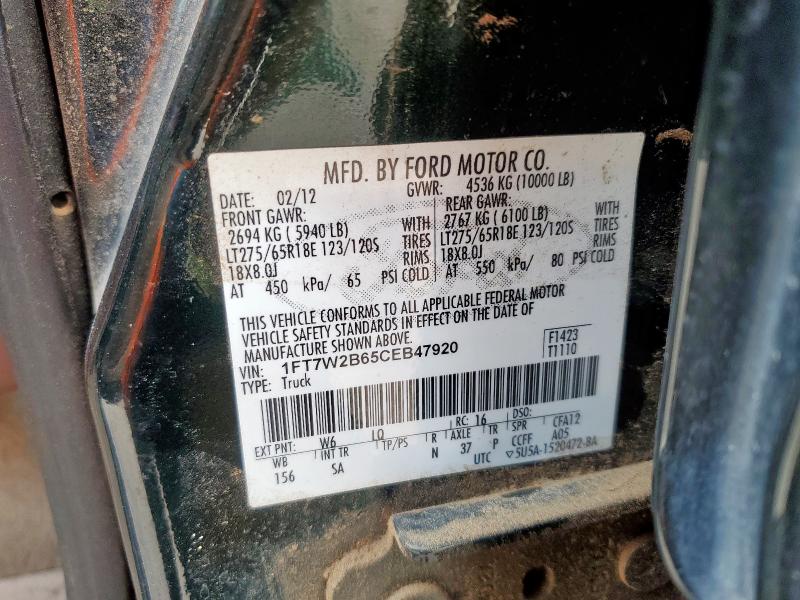 MFD. BY FORD MOTOR CO.
DATE: 02/12 GVWR: 4536 KG (10000 LB)
FRONT GAWR: REAR GAWR:
2694 KG ( 5940 LB) WITH 2767 KG ( 6100 LB) WITH
LT275/65R18E 123/120S TIRES LT275/65R18E 123/120S TIRES
18X8.0J RIMS 18X8.0J RIMS
AT 450 kPa/ 65 PSI COLD AT 550 kPa/ 80 PSI COLD
THIS VEHICLE CONFORMS TO ALL APPLICABLE FEDERAL MOTOR
VEHICLE SAFETY STANDARDS IN EFFECT ON THE DATE OF
MANUFACTURE SHOWN ABOVE.
VIN: 1FT7W2B65CEB47920 F1423
TYPE: Truck T1110
EXT PNT: W6 LQ RC: 16 DSO:
WB INT TR TP/PS R AXLE TR SPR CFA12
156 SA N 37 P CCFF A05
UTC ▽5U5A-1520472-BA